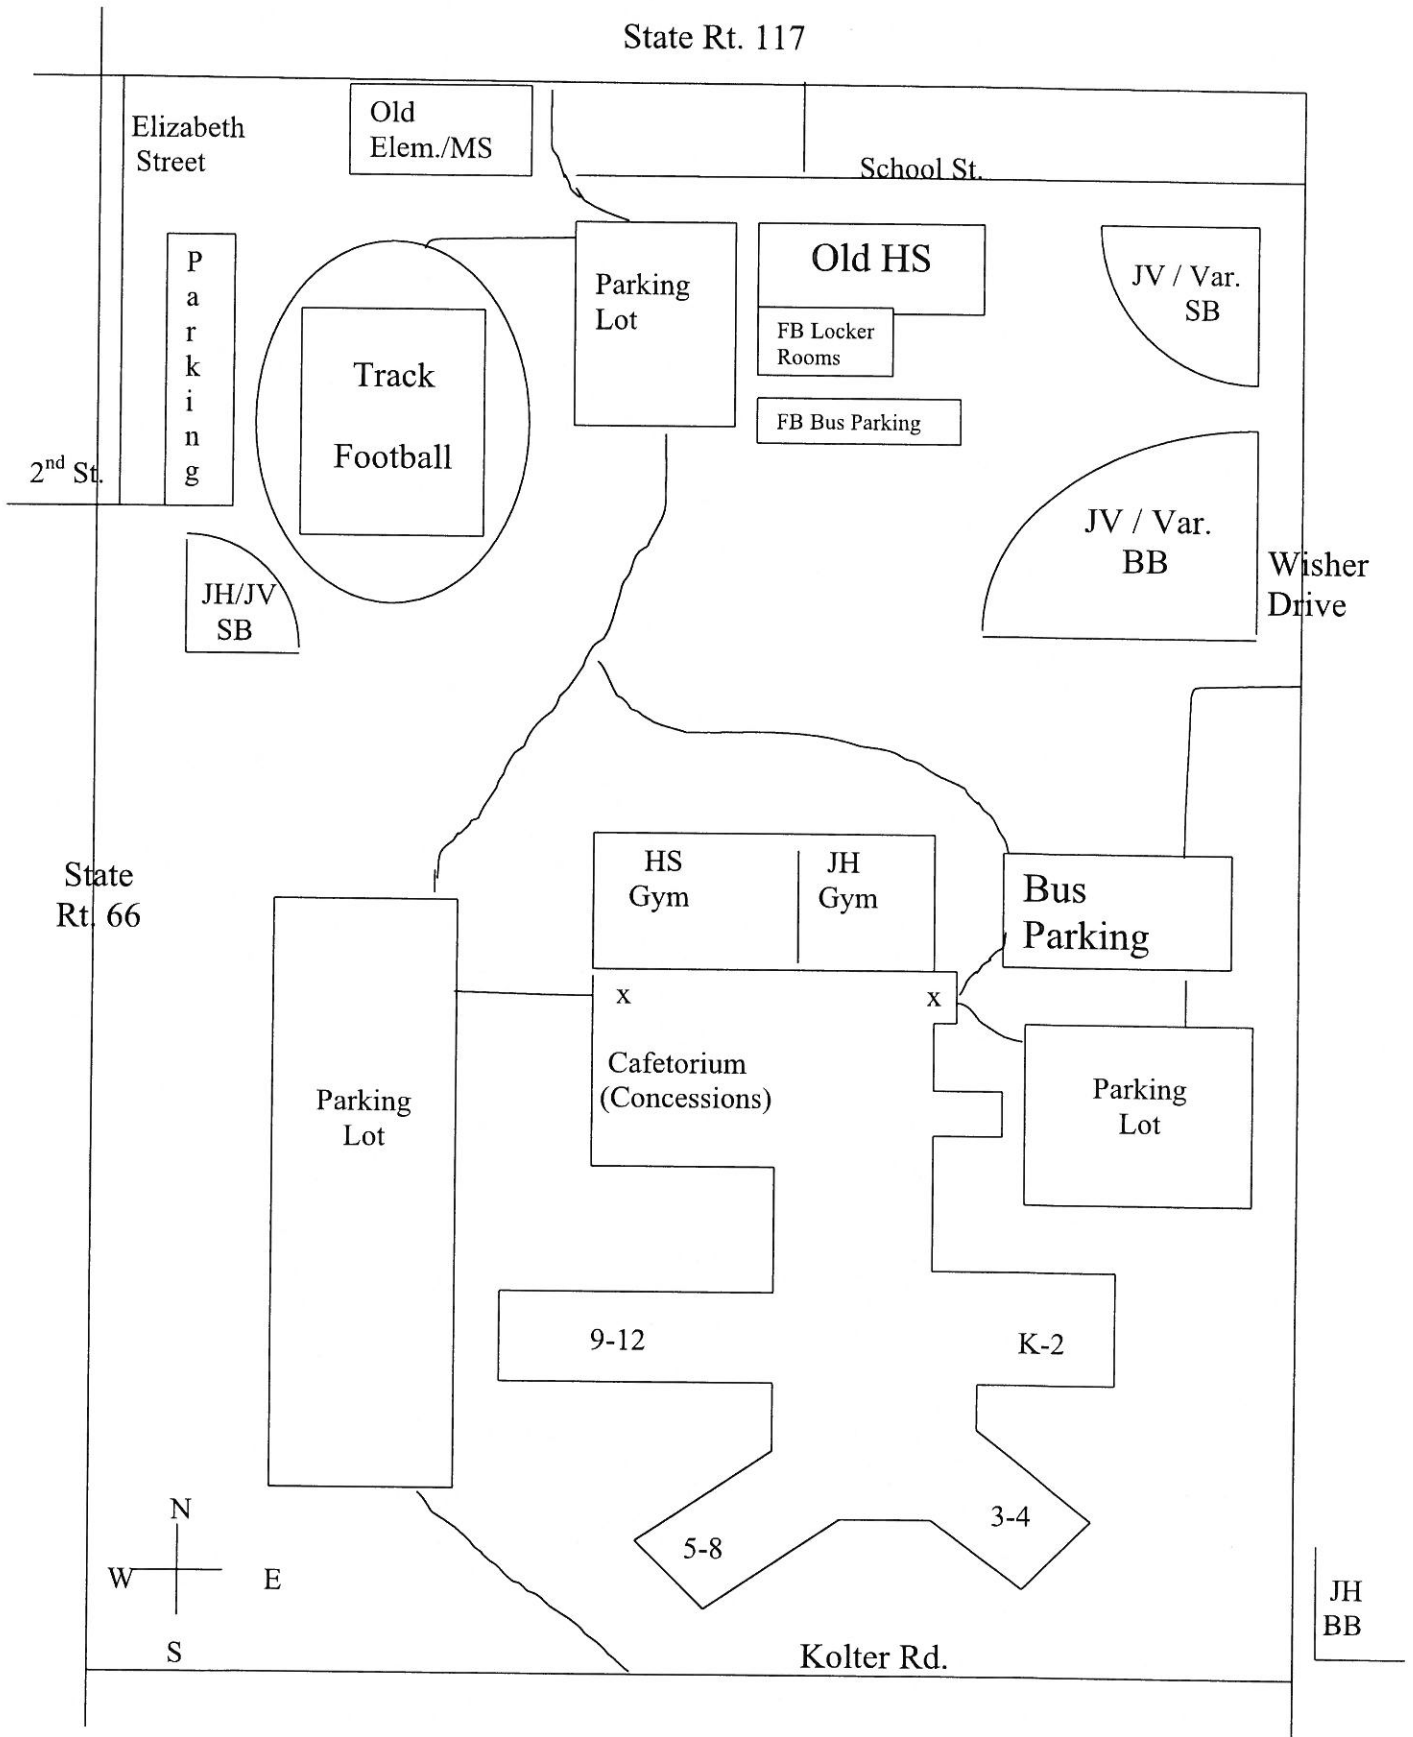 State Rt. 117
Elizabeth
Street
Old
Elem./MS
School St.
P
a
r
k
i
n
g
Track
Football
Parking
Lot
Old HS
FB Locker
Rooms
FB Bus Parking
JV / Var.
SB
2nd St.
JH/JV
SB
JV / Var.
BB
Wisher
Drive
State
Rt. 66
HS
Gym
JH
Gym
Bus
Parking
x
x
Cafetorium
(Concessions)
Parking
Lot
Parking
Lot
9-12
K-2
5-8
3-4
N
W
E
S
Kolter Rd.
JH
BB